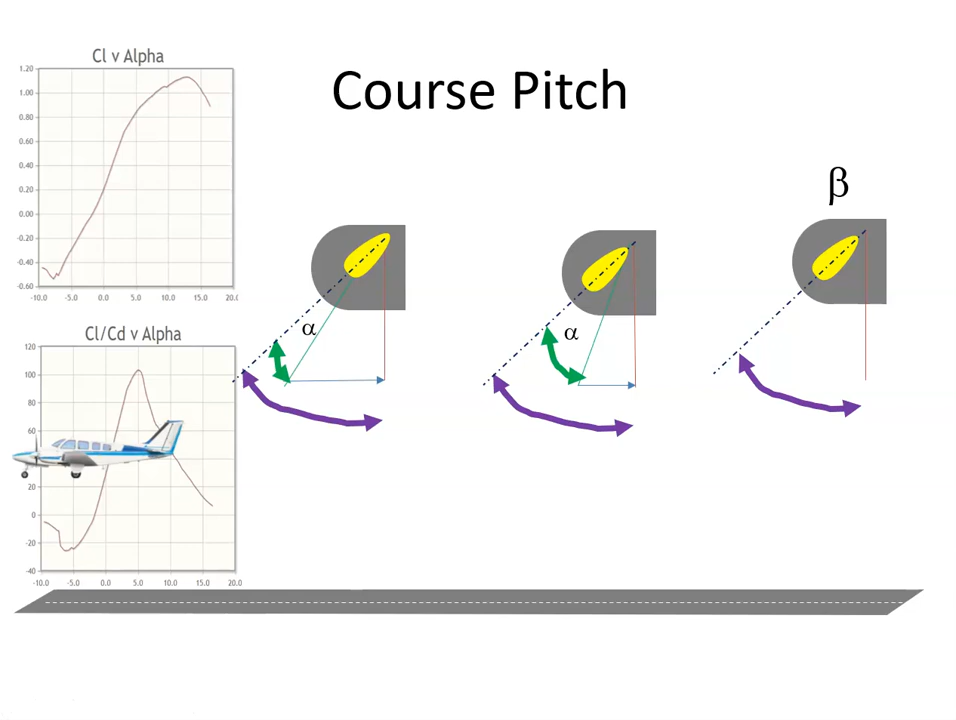 Course Pitch
Cl v Alpha
1.20
1.00
0.80
0.60
0.40
0.20
0.00
-0.20
-0.40
-0.60
-10.0 -5.0 0.0 5.0 10.0 15.0 20.0
β
α
α
Cl/Cd v Alpha
120
100
80
60
20
0
-20
-40
-10.0 -5.0 0.0 5.0 10.0 15.0 20.0